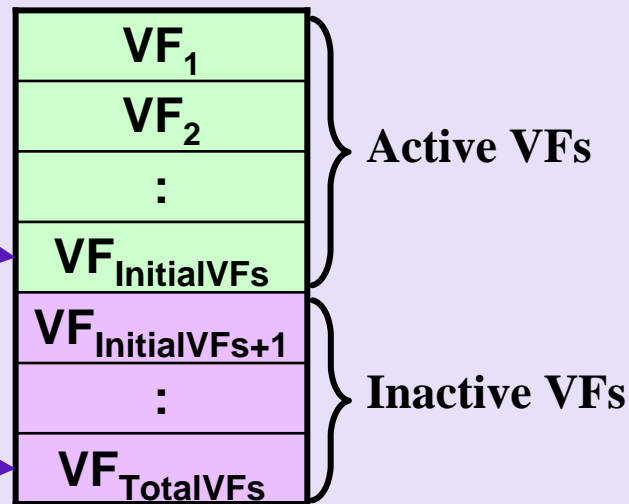 VF1
VF2
:
VFInitialVFs
VFInitialVFs+1
:
VFTotalVFs
Active VFs
Inactive VFs